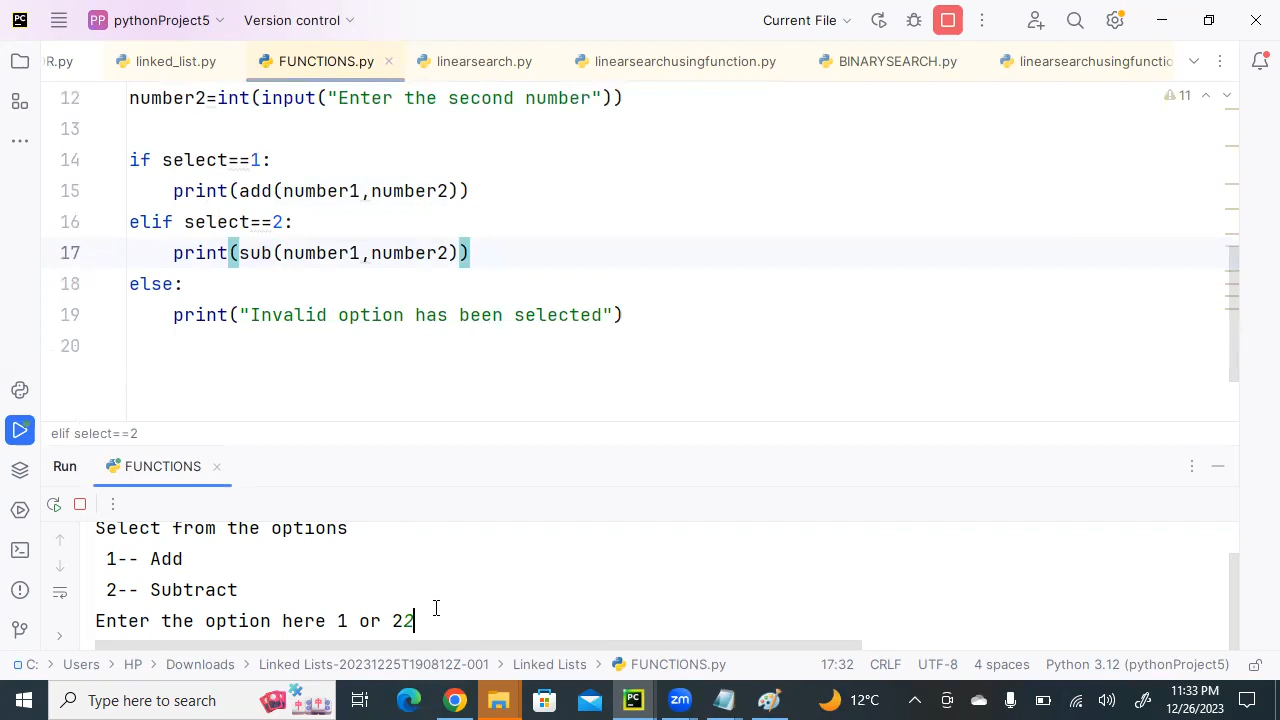 PC PP pythonProject5 Version control Current File
OR.py linked_list.py FUNCTIONS.py linearsearch.py linearsearchusingfunction.py BINARYSEARCH.py linearsearchusingfunctio
12 number2=int(input("Enter the second number")) 11
13
14 if select==1:
15 print(add(number1,number2))
16 elif select==2:
17 print(sub(number1,number2))
18 else:
19 print("Invalid option has been selected")
20
elif select==2
Run FUNCTIONS
Select from the options
1-- Add
2-- Subtract
Enter the option here 1 or 22
C: Users HP Downloads Linked Lists-20231225T190812Z-001 Linked Lists FUNCTIONS.py 17:32 CRLF UTF-8 4 spaces Python 3.12 (pythonProject5)
Type here to search PC zm 12°C 11:33 PM
12/26/2023